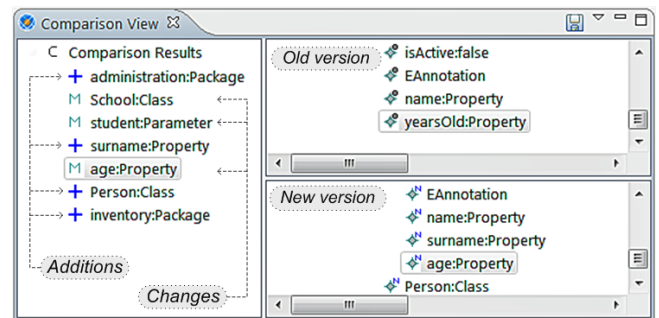 Comparison View
C Comparison Results
+ administration:Package
M School:Class
M student:Parameter
+ surname:Property
M age:Property
+ Person:Class
+ inventory:Package
Additions
Changes
Old version
isActive:false
EAnnotation
name:Property
yearsOld:Property
New version
N EAnnotation
N name:Property
N surname:Property
N age:Property
N Person:Class